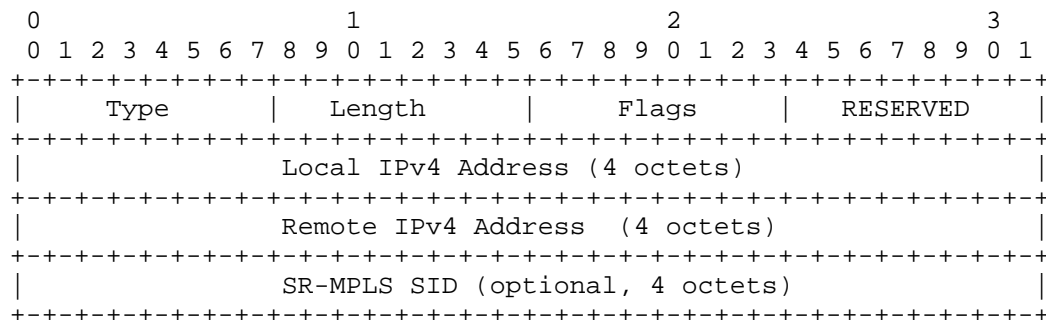 0                   1                   2                   3
 0 1 2 3 4 5 6 7 8 9 0 1 2 3 4 5 6 7 8 9 0 1 2 3 4 5 6 7 8 9 0 1
+-+-+-+-+-+-+-+-+-+-+-+-+-+-+-+-+-+-+-+-+-+-+-+-+-+-+-+-+-+-+-+-+
|     Type      |   Length      |     Flags     |   RESERVED    |
+-+-+-+-+-+-+-+-+-+-+-+-+-+-+-+-+-+-+-+-+-+-+-+-+-+-+-+-+-+-+-+-+
|                Local IPv4 Address (4 octets)                  |
+-+-+-+-+-+-+-+-+-+-+-+-+-+-+-+-+-+-+-+-+-+-+-+-+-+-+-+-+-+-+-+-+
|                Remote IPv4 Address  (4 octets)                |
+-+-+-+-+-+-+-+-+-+-+-+-+-+-+-+-+-+-+-+-+-+-+-+-+-+-+-+-+-+-+-+-+
|                SR-MPLS SID (optional, 4 octets)               |
+-+-+-+-+-+-+-+-+-+-+-+-+-+-+-+-+-+-+-+-+-+-+-+-+-+-+-+-+-+-+-+-+